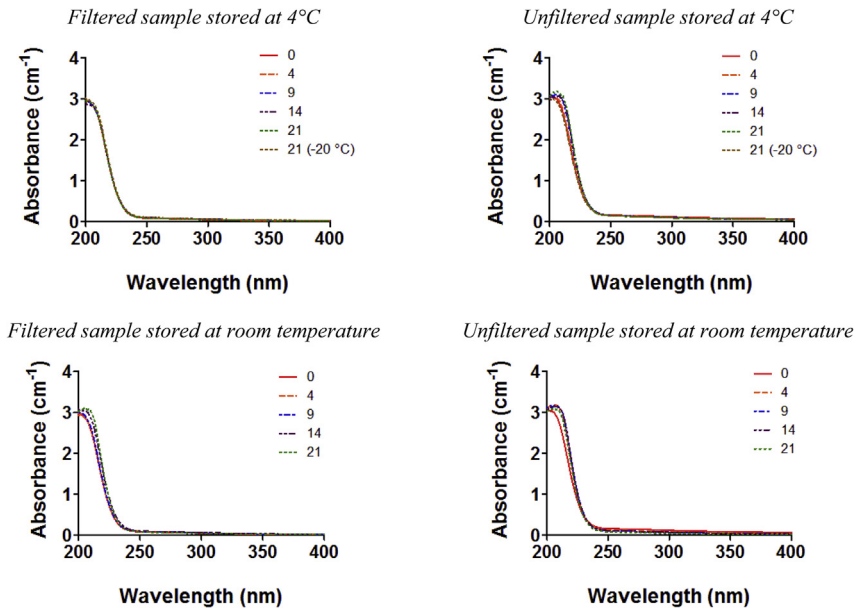 Filtered sample stored at 4°C
Absorbance (cm⁻¹)
4
3
2
1
0
200 250 300 350 400
Wavelength (nm)
0
4
9
14
21
21 (-20 °C)
Unfiltered sample stored at 4°C
Absorbance (cm⁻¹)
4
3
2
1
0
200 250 300 350 400
Wavelength (nm)
0
4
9
14
21
21 (-20 °C)
Filtered sample stored at room temperature
Absorbance (cm⁻¹)
4
3
2
1
0
200 250 300 350 400
Wavelength (nm)
0
4
9
14
21
Unfiltered sample stored at room temperature
Absorbance (cm⁻¹)
4
3
2
1
0
200 250 300 350 400
Wavelength (nm)
0
4
9
14
21